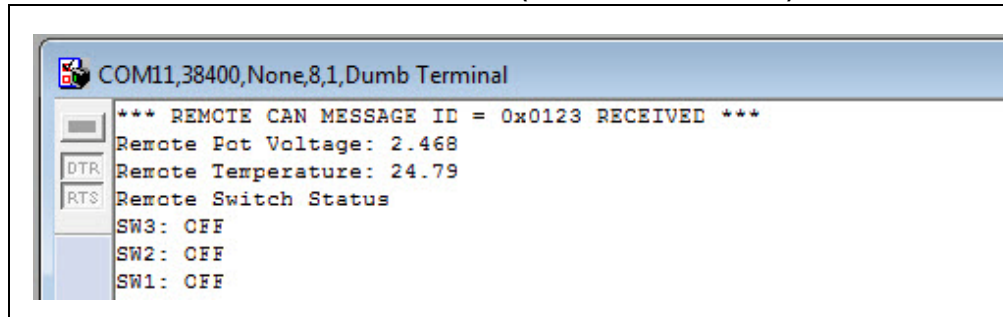 COM11,38400,None,8,1,Dumb Terminal
*** REMOTE CAN MESSAGE ID = 0x0123 RECEIVED ***
Remote Pot Voltage: 2.468
DTR
Remote Temperature: 24.79
RTS
Remote Switch Status
SW3: OFF
SW2: OFF
SW1: OFF